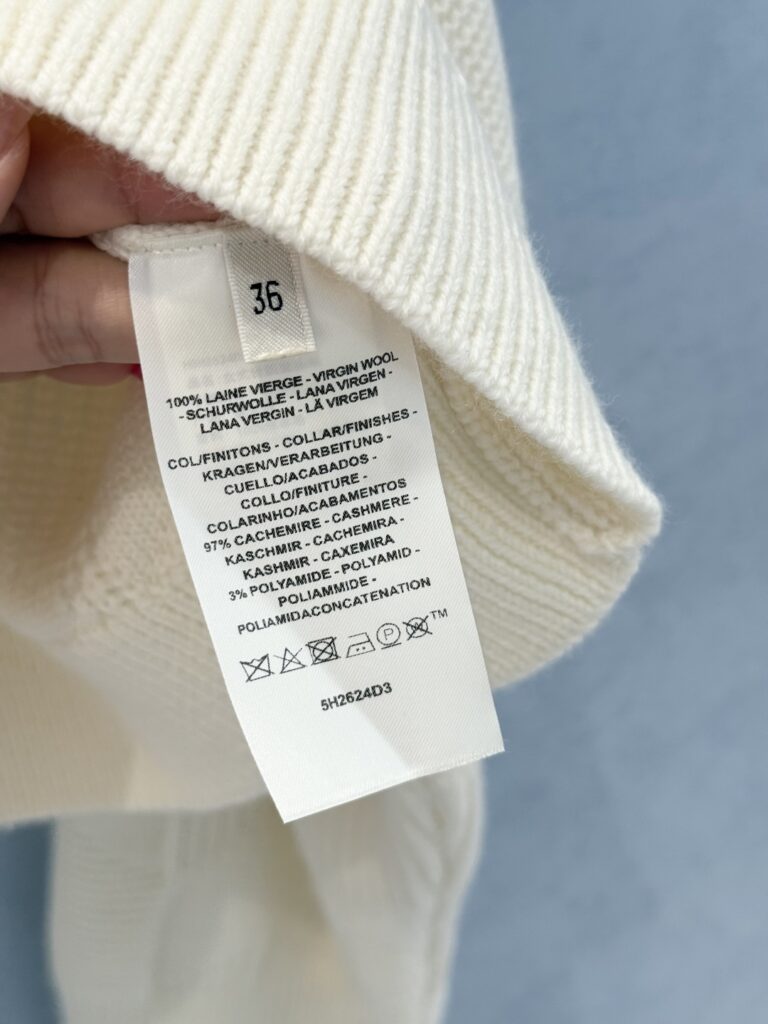 36
100% LAINE VIERGE - VIRGIN WOOL
- SCHURWOLLE - LANA VIRGEN -
LANA VERGIN - LÃ VIRGEM
COL/FINITONS - COLLAR/FINISHES -
KRAGEN/VERARBEITUNG -
CUELLO/ACABADOS -
COLLO/FINITURE -
COLARINHO/ACABAMENTOS
97% CACHEMIRE - CASHMERE -
KASCHMIR - CACHEMIRA -
KASHMIR - CAXEMIRA
3% POLYAMIDE - POLYAMID -
POLIAMMIDE -
POLIAMIDACONCATENATION
P W TM
5H2624D3